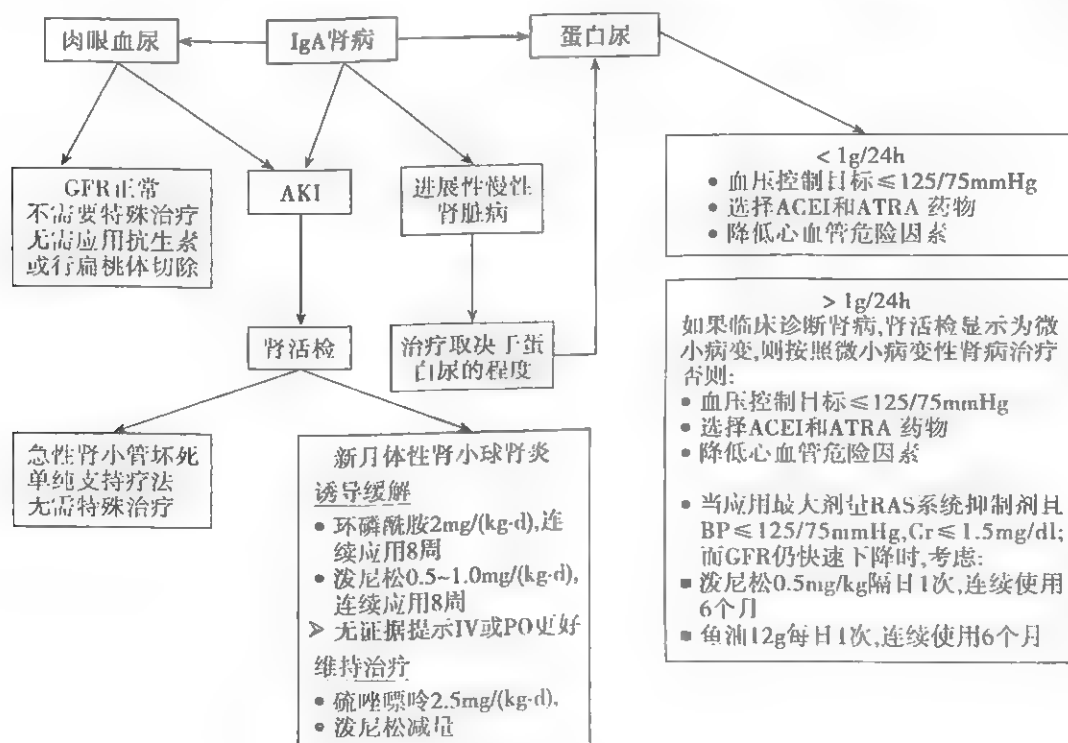 肉眼血尿
IgA肾病
蛋白尿
GFR正常
不需要特殊治疗
无需应用抗生素
或行扁桃体切除
AKI
进展性慢性
肾脏病
< 1g/24h
• 血压控制目标≤125/75mmHg
• 选择ACEI和ATRA 药物
• 降低心血管危险因素
肾活检
治疗取决于蛋
白尿的程度
> 1g/24h
如果临床诊断肾病,肾活检显示为微
小病变,则按照微小病变性肾病治疗
否则:
• 血压控制目标≤125/75mmHg
• 选择ACEI和ATRA 药物
• 降低心血管危险因素
• 当应用最大剂量RAS系统抑制剂且
BP≤125/75mmHg,Cr≤1.5mg/dl;
而GFR仍快速下降时,考虑:
■ 泼尼松0.5mg/kg隔日1次,连续使用
6个月
■ 鱼油12g每日1次,连续使用6个月
急性肾小管坏死
单纯支持疗法
无需特殊治疗
新月体性肾小球肾炎
诱导缓解
• 环磷酰胺2mg/(kg·d),连
续应用8周
• 泼尼松0.5~1.0mg/(kg·d),
连续应用8周
➢ 无证据提示IV或PO更好
维持治疗
• 硫唑嘌呤2.5mg/(kg·d),
• 泼尼松减量